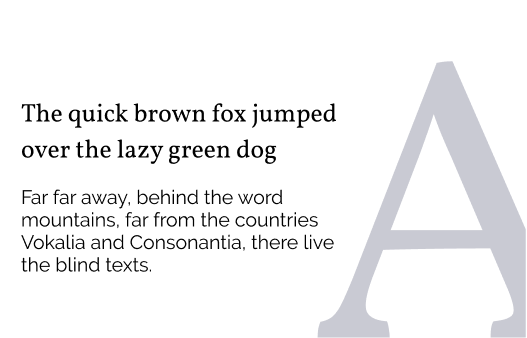 The quick brown fox jumped
over the lazy green dog
Far far away, behind the word
mountains, far from the countries
Vokalia and Consonantia, there live
the blind texts.
A